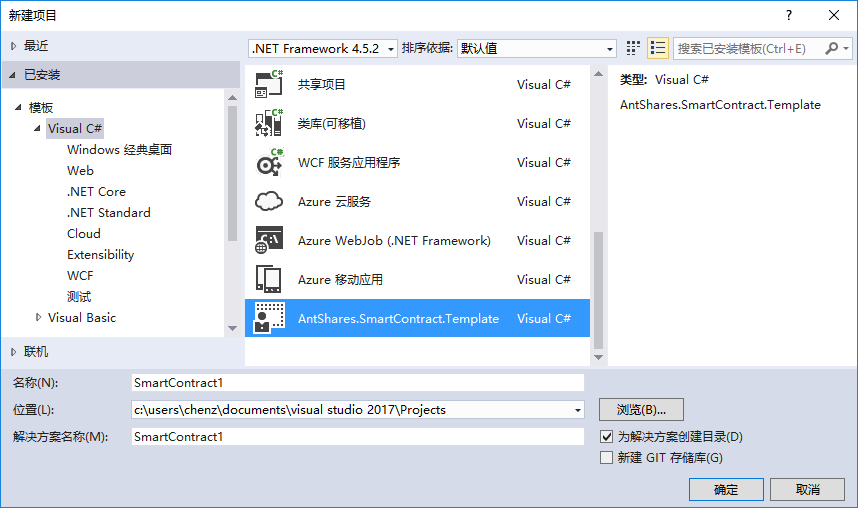 新建项目
?
最近
已安装
模板
Visual C#
Windows 经典桌面
Web
.NET Core
.NET Standard
Cloud
Extensibility
WCF
测试
Visual Basic
联机
.NET Framework 4.5.2
排序依据:
默认值
搜索已安装模板(Ctrl+E)
共享项目 Visual C#
类库(可移植) Visual C#
WCF 服务应用程序 Visual C#
Azure 云服务 Visual C#
Azure WebJob (.NET Framework) Visual C#
Azure 移动应用 Visual C#
AntShares.SmartContract.Template Visual C#
类型: Visual C#
AntShares.SmartContract.Template
名称(N): SmartContract1
位置(L): c:\users\chenz\documents\visual studio 2017\Projects
浏览(B)...
解决方案名称(M): SmartContract1
为解决方案创建目录(D)
新建 GIT 存储库(G)
确定
取消